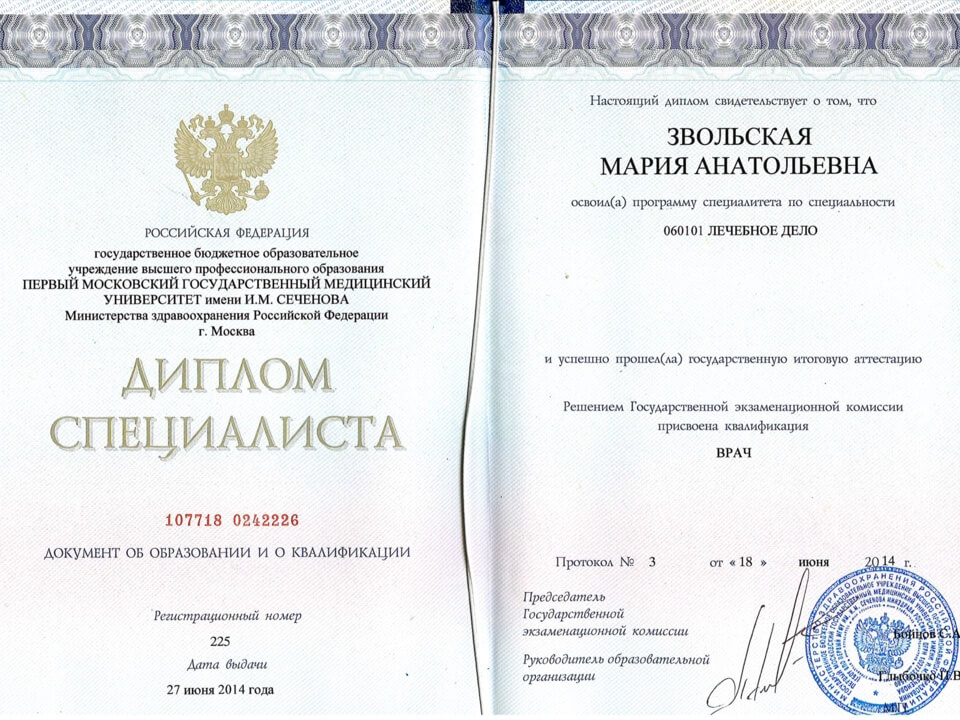 РОССИЙСКАЯ ФЕДЕРАЦИЯ
государственное бюджетное образовательное
учреждение высшего профессионального образования
ПЕРВЫЙ МОСКОВСКИЙ ГОСУДАРСТВЕННЫЙ МЕДИЦИНСКИЙ
УНИВЕРСИТЕТ имени И.М. СЕЧЕНОВА
Министерства здравоохранения Российской Федерации
г. Москва
ДИПЛОМ
СПЕЦИАЛИСТА
107718 0242226
ДОКУМЕНТ ОБ ОБРАЗОВАНИИ И О КВАЛИФИКАЦИИ
Регистрационный номер
225
Дата выдачи
27 июня 2014 года
Настоящий диплом свидетельствует о том, что
ЗВОЛЬСКАЯ
МАРИЯ АНАТОЛЬЕВНА
освоил(а) программу специалитета по специальности
060101 ЛЕЧЕБНОЕ ДЕЛО
и успешно прошел(ла) государственную итоговую аттестацию
Решением Государственной экзаменационной комиссии
присвоена квалификация
ВРАЧ
Протокол № 3 от « 18 » июня 2014 г.
Председатель
Государственной
экзаменационной комиссии
Бойцов С.А
Руководитель образовательной
организации
Глыбочко П.В
М.П.